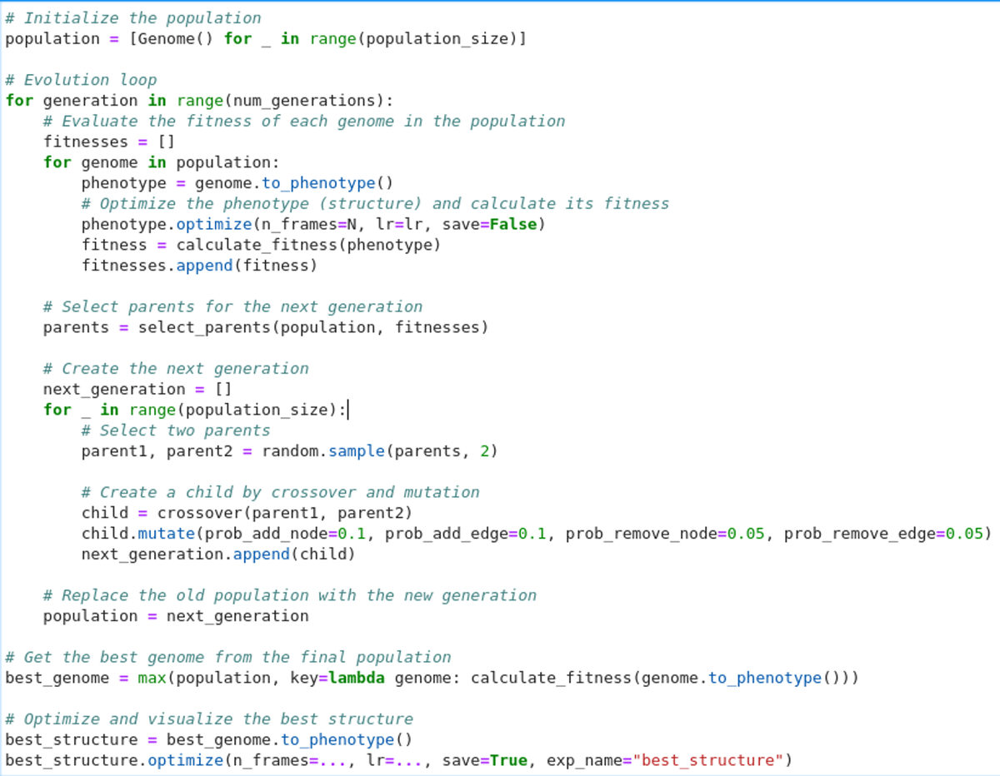 # Initialize the population
population = [Genome() for _ in range(population_size)]

# Evolution loop
for generation in range(num_generations):
    # Evaluate the fitness of each genome in the population
    fitnesses = []
    for genome in population:
        phenotype = genome.to_phenotype()
        # Optimize the phenotype (structure) and calculate its fitness
        phenotype.optimize(n_frames=N, lr=lr, save=False)
        fitness = calculate_fitness(phenotype)
        fitnesses.append(fitness)

    # Select parents for the next generation
    parents = select_parents(population, fitnesses)

    # Create the next generation
    next_generation = []
    for _ in range(population_size):
        # Select two parents
        parent1, parent2 = random.sample(parents, 2)

        # Create a child by crossover and mutation
        child = crossover(parent1, parent2)
        child.mutate(prob_add_node=0.1, prob_add_edge=0.1, prob_remove_node=0.05, prob_remove_edge=0.05)
        next_generation.append(child)

    # Replace the old population with the new generation
    population = next_generation

# Get the best genome from the final population
best_genome = max(population, key=lambda genome: calculate_fitness(genome.to_phenotype()))

# Optimize and visualize the best structure
best_structure = best_genome.to_phenotype()
best_structure.optimize(n_frames=..., lr=..., save=True, exp_name="best_structure")